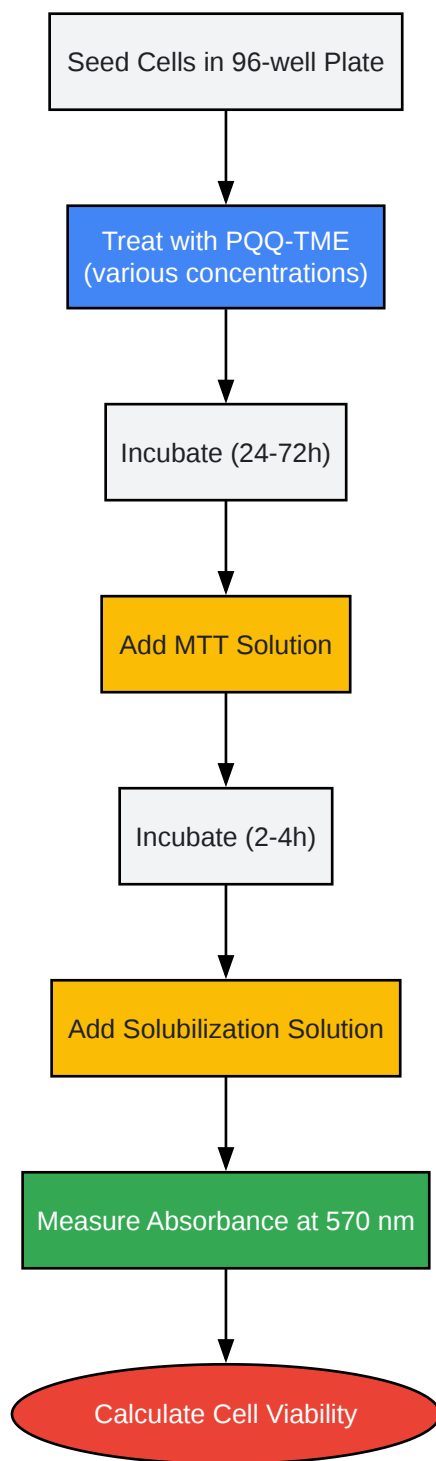 Seed Cells in 96-well Plate
Treat with PQQ-TME
(various concentrations)
Incubate (24-72h)
Add MTT Solution
Incubate (2-4h)
Add Solubilization Solution
Measure Absorbance at 570 nm
Calculate Cell Viability